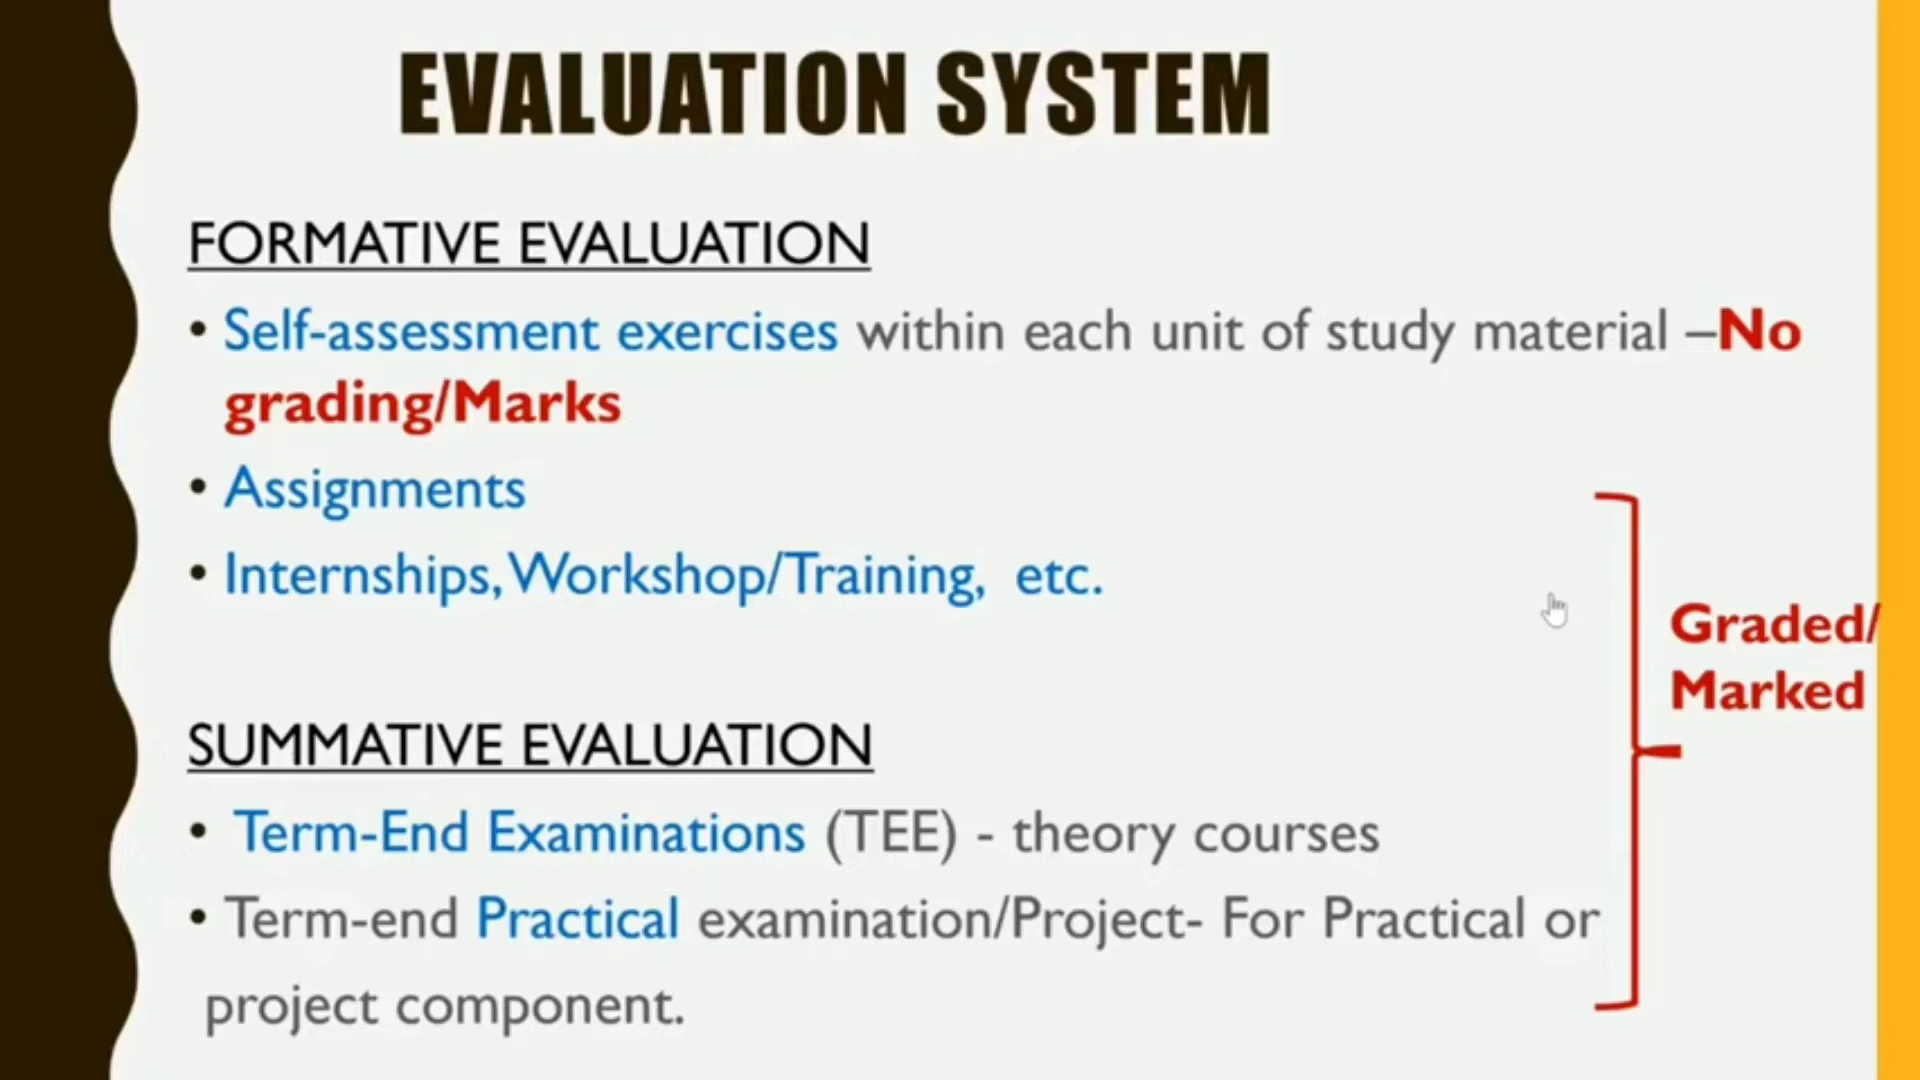 EVALUATION SYSTEM
FORMATIVE EVALUATION
• Self-assessment exercises within each unit of study material –No
grading/Marks
• Assignments
• Internships, Workshop/Training, etc.
Graded/
Marked
SUMMATIVE EVALUATION
• Term-End Examinations (TEE) - theory courses
• Term-end Practical examination/Project- For Practical or
project component.